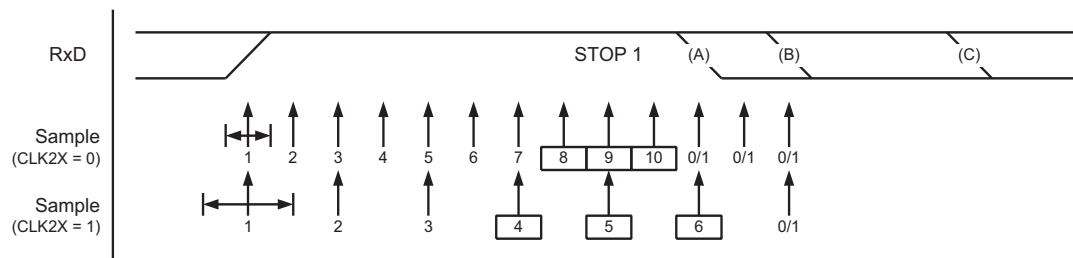 RxD STOP 1 (A) (B) (C)
Sample
(CLK2X = 0)
1 2 3 4 5 6 7 8 9 10 0/1 0/1 0/1
Sample
(CLK2X = 1)
1 2 3 4 5 6 0/1